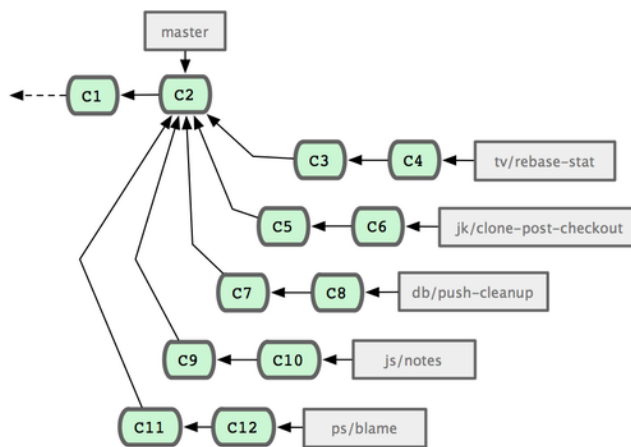 master
C1
C2
C3
C4
tv/rebase-stat
C5
C6
jk/clone-post-checkout
C7
C8
db/push-cleanup
C9
C10
js/notes
C11
C12
ps/blame